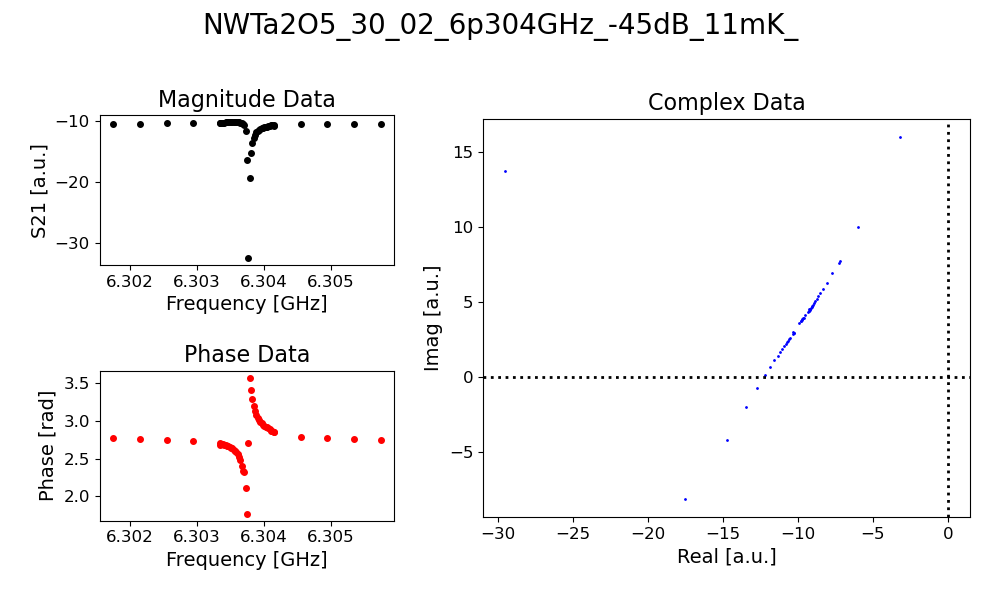 NWTa2O5_30_02_6p304GHz_-45dB_11mK_
Magnitude Data
S21 [a.u.]
−10
−20
−30
6.302 6.303 6.304 6.305
Frequency [GHz]
Phase Data
Phase [rad]
3.5
3.0
2.5
2.0
6.302 6.303 6.304 6.305
Frequency [GHz]
Complex Data
Imag [a.u.]
15
10
5
0
−5
−30 −25 −20 −15 −10 −5 0
Real [a.u.]